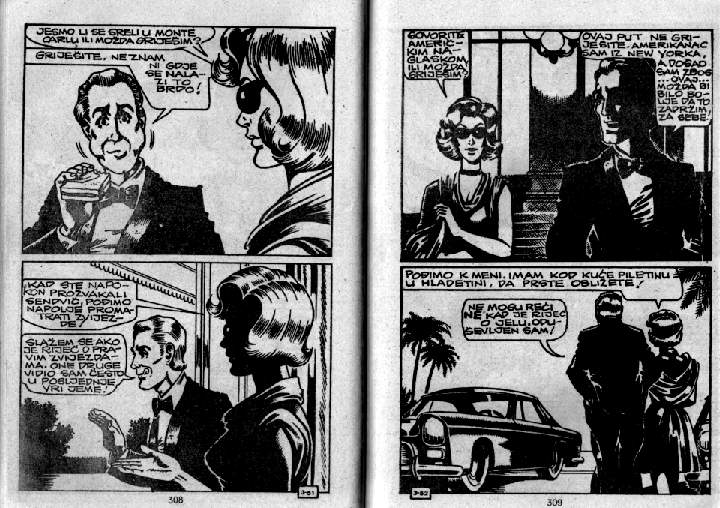 JESMO LI SE SRELI U MONTE
CARLU ILI MOŽDA GRIJEŠIM?
GRIJEŠITE. NE ZNAM
NI GDJE
SE NALA-
ZI TO
BRDO!
KAD STE NAPO-
KON PROŽVAKALI
SENDVIČ, POĐIMO
NAPOLJE PROMA-
TRATI ZVIJEZ-
DE!
SLAŽEM SE AKO
JE RIJEČ O PRA-
VIM ZVIJEZDA-
MA. ONE DRUGE
VIDIO SAM ČESTO
U POSLJEDNJE
VRIJEME!
308
GOVORITE
AMERIČ-
KIM NA-
GLASKOM,
ILI MOŽDA
GRIJEŠIM?
OVAJ PUT NE GRI-
JEŠITE. AMERIKANAC
SAM IZ NEW YORKA,
A DOŠAO
SAM ZBOG
...OVAJ...
MOŽDA BI
BILO BO-
LJE DA TO
ZADRŽIM
ZA SEBE!
POĐIMO K MENI. IMAM KOD KUĆE PILETINU
U HLADETINI, DA PRSTE OBLIŽETE!
NE MOGU REĆI
NE KAD JE RIJEČ
O JELU. ODU-
ŠEVLJEN SAM!
309